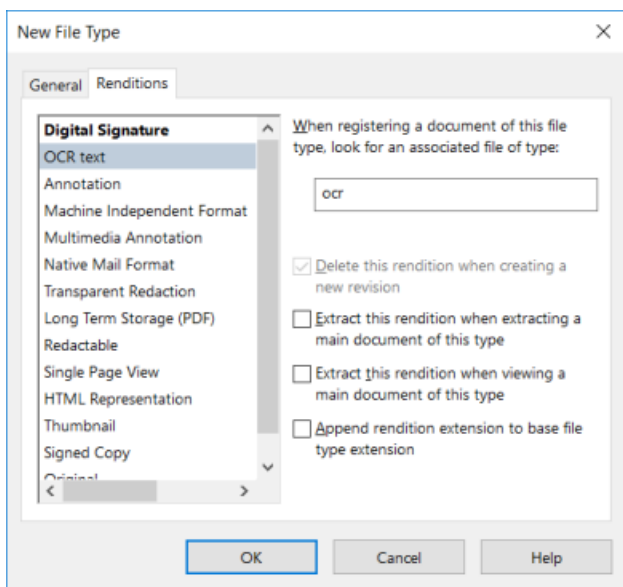 New File Type
General
Renditions
Digital Signature
OCR text
Annotation
Machine Independent Format
Multimedia Annotation
Native Mail Format
Transparent Redaction
Long Term Storage (PDF)
Redactable
Single Page View
HTML Representation
Thumbnail
Signed Copy
Original
When registering a document of this file
type, look for an associated file of type:
ocr
Delete this rendition when creating a
new revision
Extract this rendition when extracting a
main document of this type
Extract this rendition when viewing a
main document of this type
Append rendition extension to base file
type extension
OK
Cancel
Help